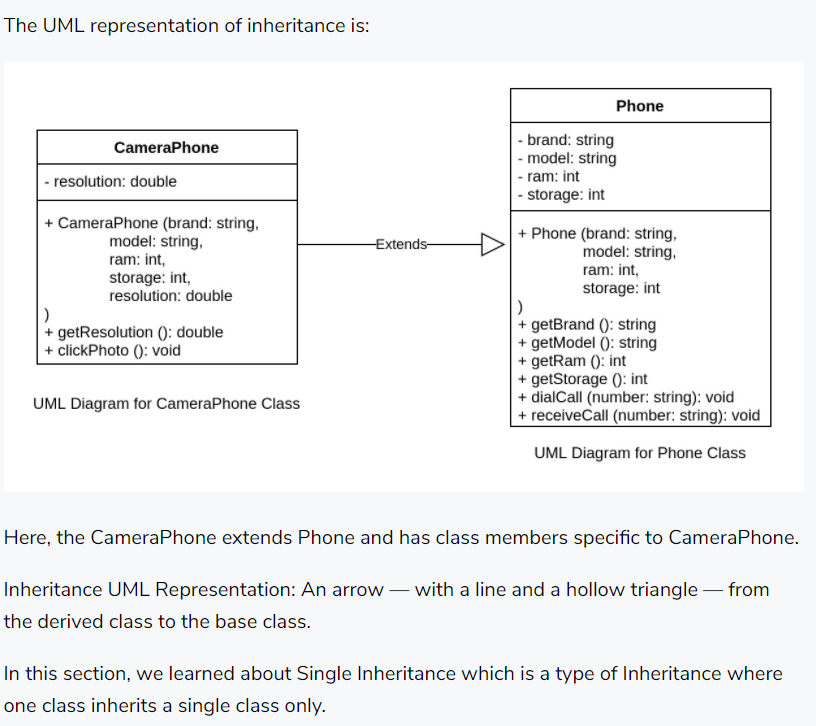 The UML representation of inheritance is:
CameraPhone
- resolution: double
+ CameraPhone (brand: string,
model: string,
ram: int,
storage: int,
resolution: double
)
+ getResolution (): double
+ clickPhoto (): void
UML Diagram for CameraPhone Class
Extends
Phone
- brand: string
- model: string
- ram: int
- storage: int
+ Phone (brand: string,
model: string,
ram: int,
storage: int
)
+ getBrand (): string
+ getModel (): string
+ getRam (): int
+ getStorage (): int
+ dialCall (number: string): void
+ receiveCall (number: string): void
UML Diagram for Phone Class
Here, the CameraPhone extends Phone and has class members specific to CameraPhone.
Inheritance UML Representation: An arrow — with a line and a hollow triangle — from
the derived class to the base class.
In this section, we learned about Single Inheritance which is a type of Inheritance where
one class inherits a single class only.